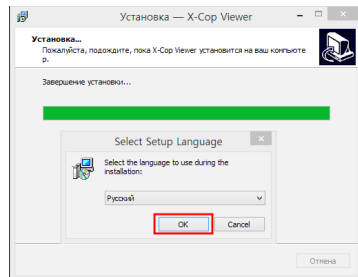 Установка — X-Cop Viewer
Установка...
Пожалуйста, подождите, пока X-Cop Viewer установится на ваш компьюте
р.
Завершение установки...
Select Setup Language
Select the language to use during the
installation:
Русский
OK
Cancel
Отмена